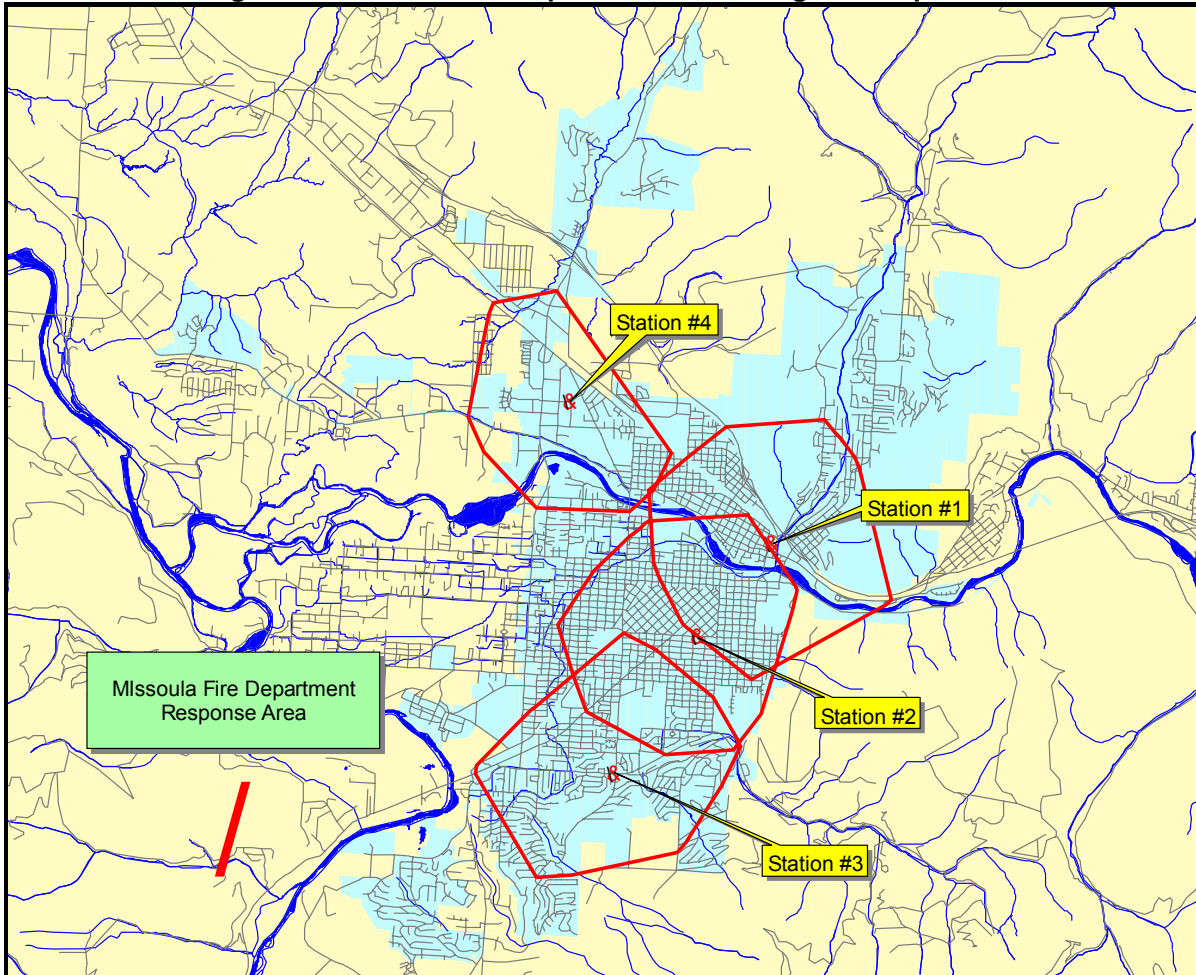 Station #4
Station #1
MIssoula Fire Department
Response Area
Station #2
Station #3